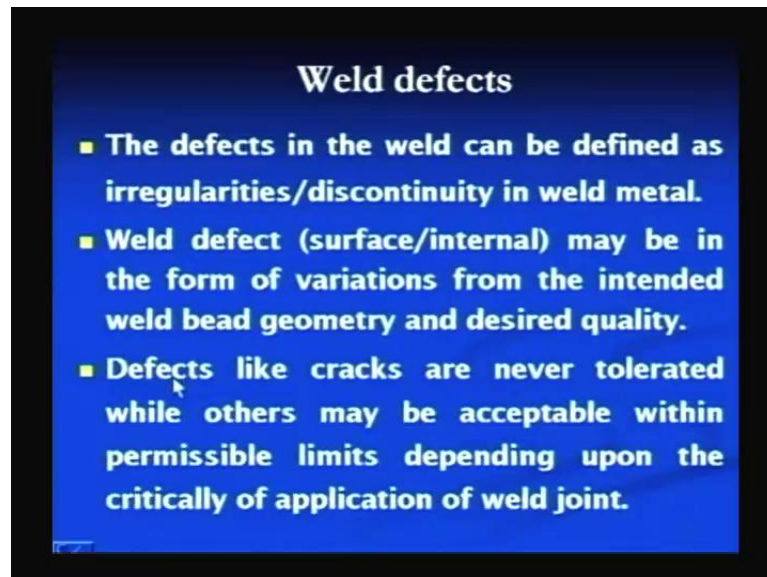 Weld defects
The defects in the weld can be defined as
irregularities/discontinuity in weld metal.
Weld defect (surface/internal) may be in
the form of variations from the intended
weld bead geometry and desired quality.
Defects like cracks are never tolerated
while others may be acceptable within
permissible limits depending upon the
critically of application of weld joint.